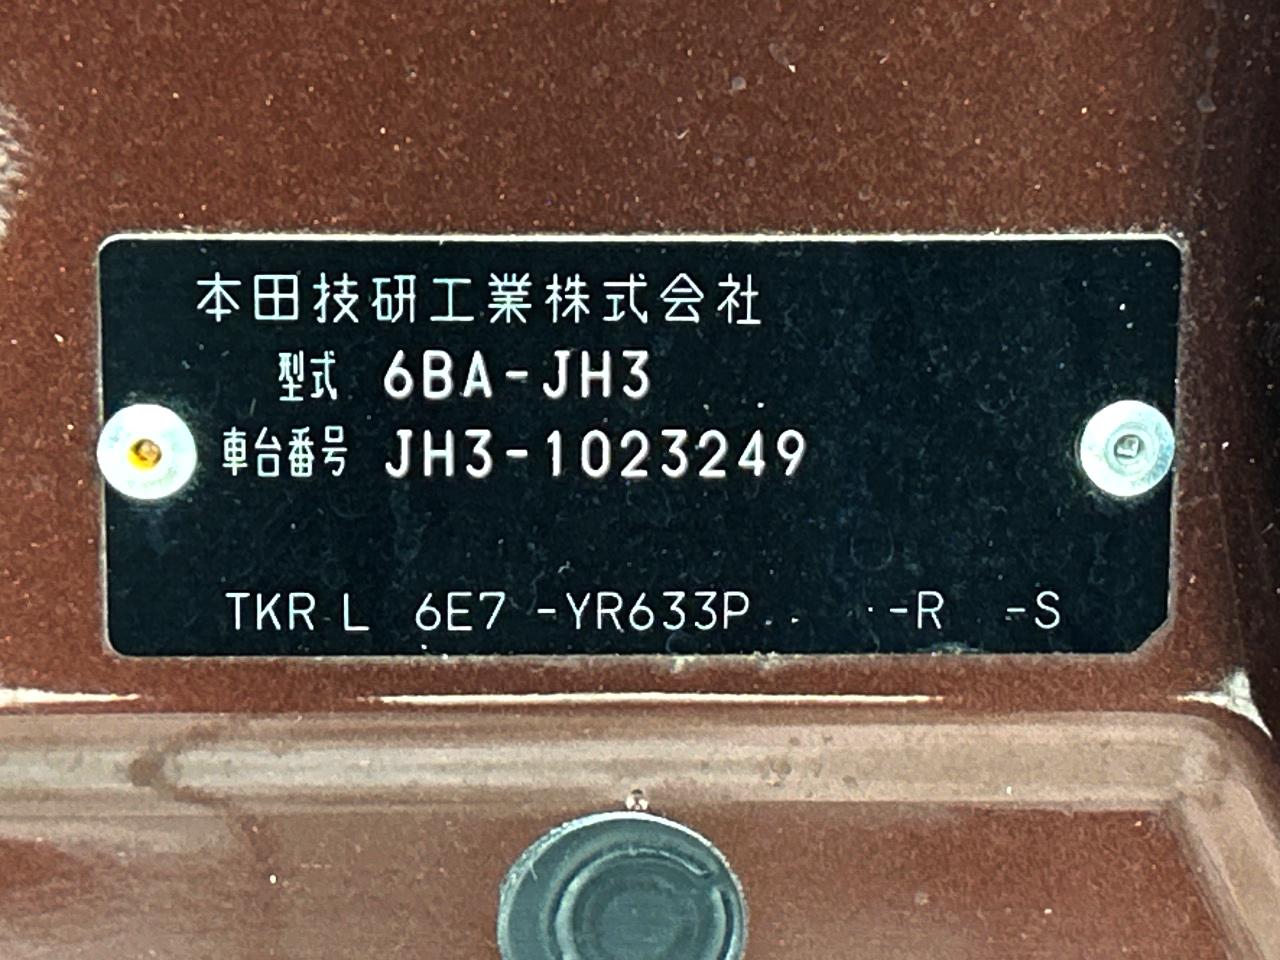 本田技研工業株式会社
型式 6BA-JH3
車台番号 JH3-1023249
TKR L 6E7 -YR633P -R -S